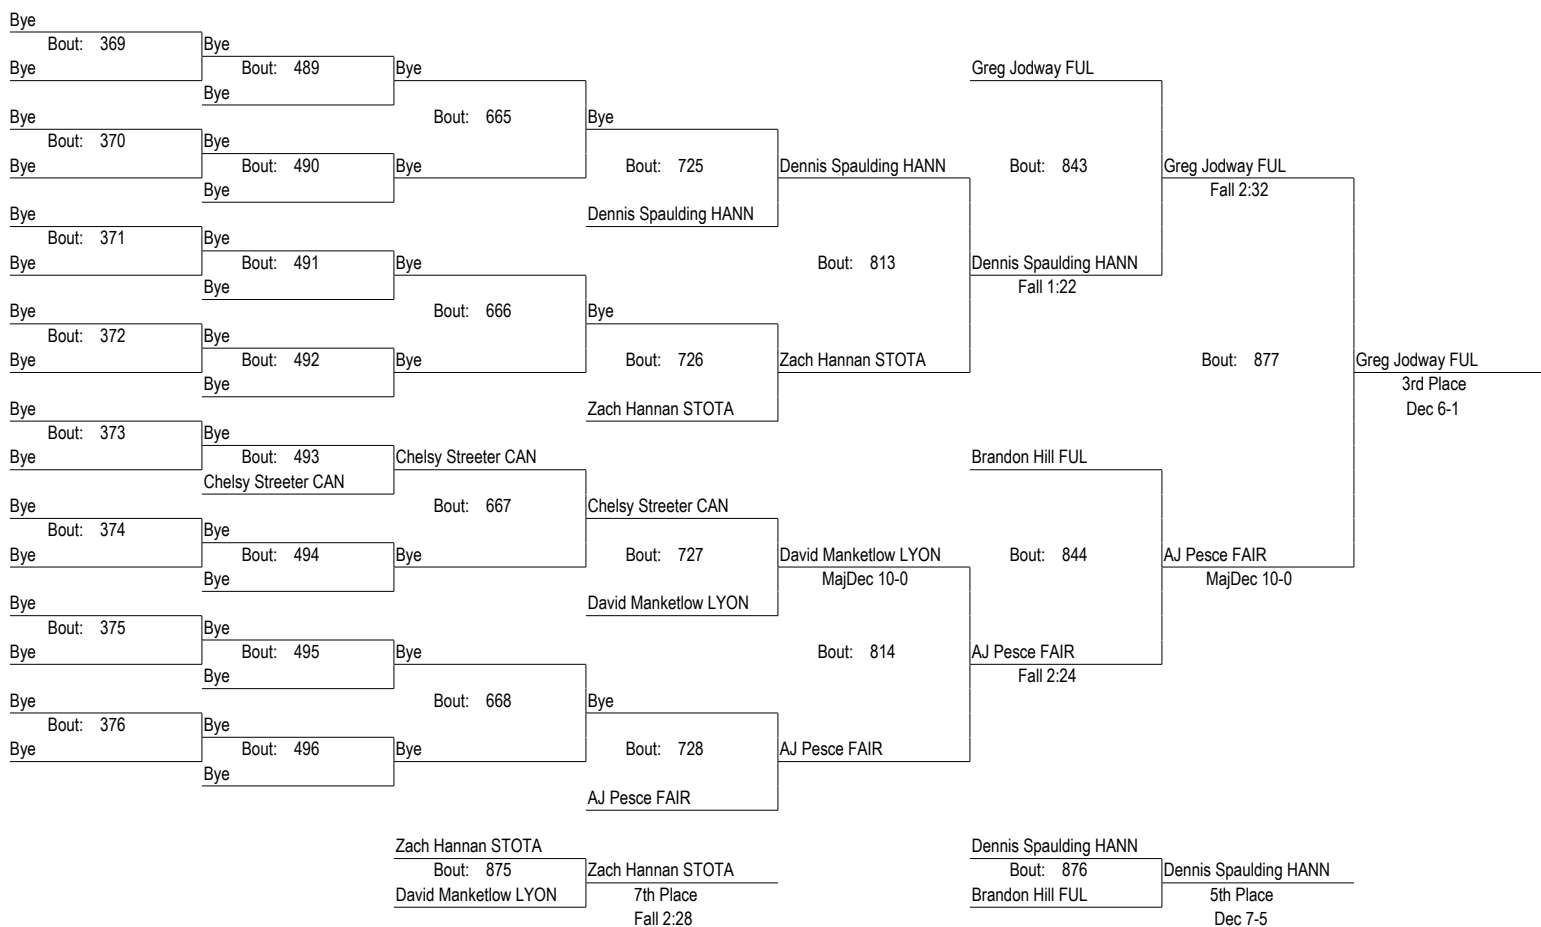 Bye
Bout: 369
Bye
Bye
Bout: 489
Bye
Bye
Greg Jodway FUL
Bye
Bye
Bout: 665
Bye
Bout: 370
Bye
Bye
Bout: 490
Bye
Bout: 725
Dennis Spaulding HANN
Bout: 843
Greg Jodway FUL
Bye
Fall 2:32
Bye
Dennis Spaulding HANN
Bout: 371
Bye
Bye
Bout: 491
Bye
Bout: 813
Dennis Spaulding HANN
Bye
Fall 1:22
Bye
Bout: 666
Bye
Bout: 372
Bye
Bye
Bout: 492
Bye
Bout: 726
Zach Hannan STOTA
Bout: 877
Greg Jodway FUL
Bye
3rd Place
Bye
Zach Hannan STOTA
Dec 6-1
Bout: 373
Bye
Bye
Bout: 493
Chelsy Streeter CAN
Brandon Hill FUL
Chelsy Streeter CAN
Bye
Bout: 667
Chelsy Streeter CAN
Bout: 374
Bye
Bye
Bout: 494
Bye
Bout: 727
David Manketlow LYON
Bout: 844
AJ Pesce FAIR
Bye
MajDec 10-0
MajDec 10-0
Bye
David Manketlow LYON
Bout: 375
Bye
Bye
Bout: 495
Bye
Bout: 814
AJ Pesce FAIR
Bye
Fall 2:24
Bye
Bout: 668
Bye
Bout: 376
Bye
Bye
Bout: 496
Bye
Bout: 728
AJ Pesce FAIR
Bye
AJ Pesce FAIR
Zach Hannan STOTA
Bout: 875
Zach Hannan STOTA
David Manketlow LYON
7th Place
Fall 2:28
Dennis Spaulding HANN
Bout: 876
Dennis Spaulding HANN
Brandon Hill FUL
5th Place
Dec 7-5